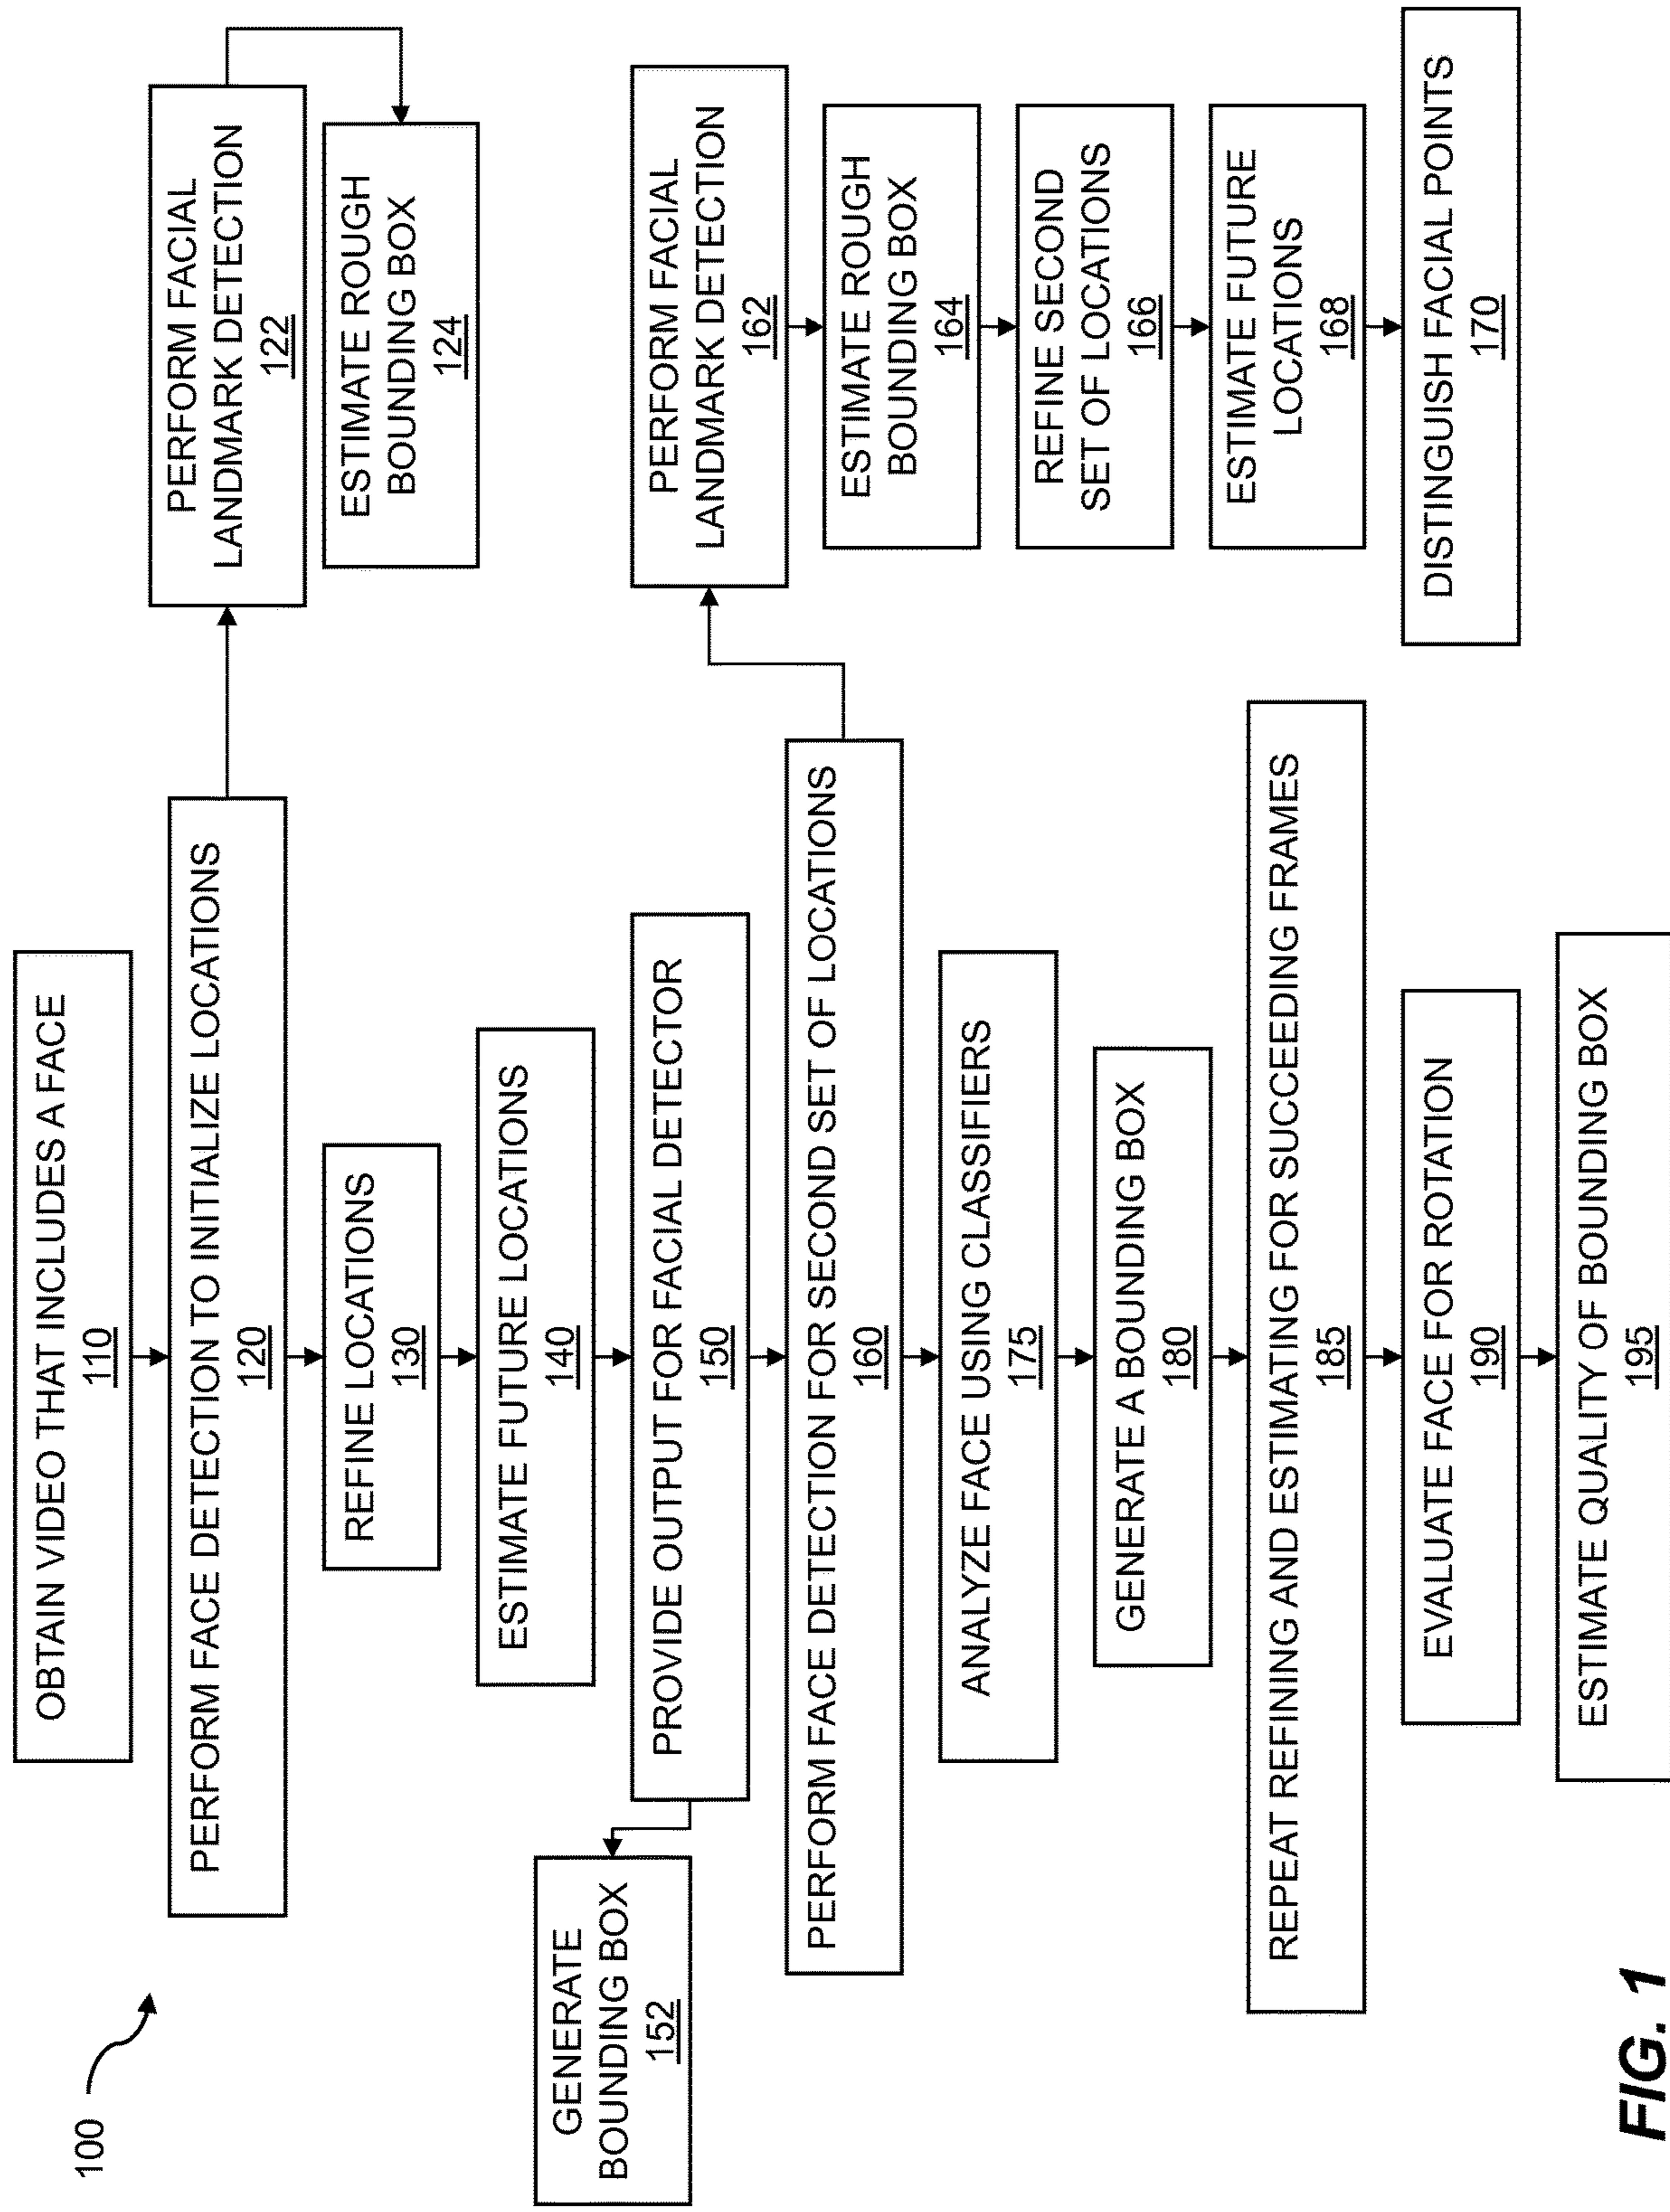 100
OBTAIN VIDEO THAT INCLUDES A FACE
110
PERFORM FACE DETECTION TO INITIALIZE LOCATIONS
120
PERFORM FACIAL
LANDMARK DETECTION
122
ESTIMATE ROUGH
BOUNDING BOX
124
REFINE LOCATIONS
130
ESTIMATE FUTURE LOCATIONS
140
PROVIDE OUTPUT FOR FACIAL DETECTOR
150
GENERATE
BOUNDING BOX
152
PERFORM FACE DETECTION FOR SECOND SET OF LOCATIONS
160
PERFORM FACIAL
LANDMARK DETECTION
162
ESTIMATE ROUGH
BOUNDING BOX
164
REFINE SECOND
SET OF LOCATIONS
166
ESTIMATE FUTURE
LOCATIONS
168
DISTINGUISH FACIAL POINTS
170
ANALYZE FACE USING CLASSIFIERS
175
GENERATE A BOUNDING BOX
180
REPEAT REFINING AND ESTIMATING FOR SUCCEEDING FRAMES
185
EVALUATE FACE FOR ROTATION
190
ESTIMATE QUALITY OF BOUNDING BOX
195
FIG. 1